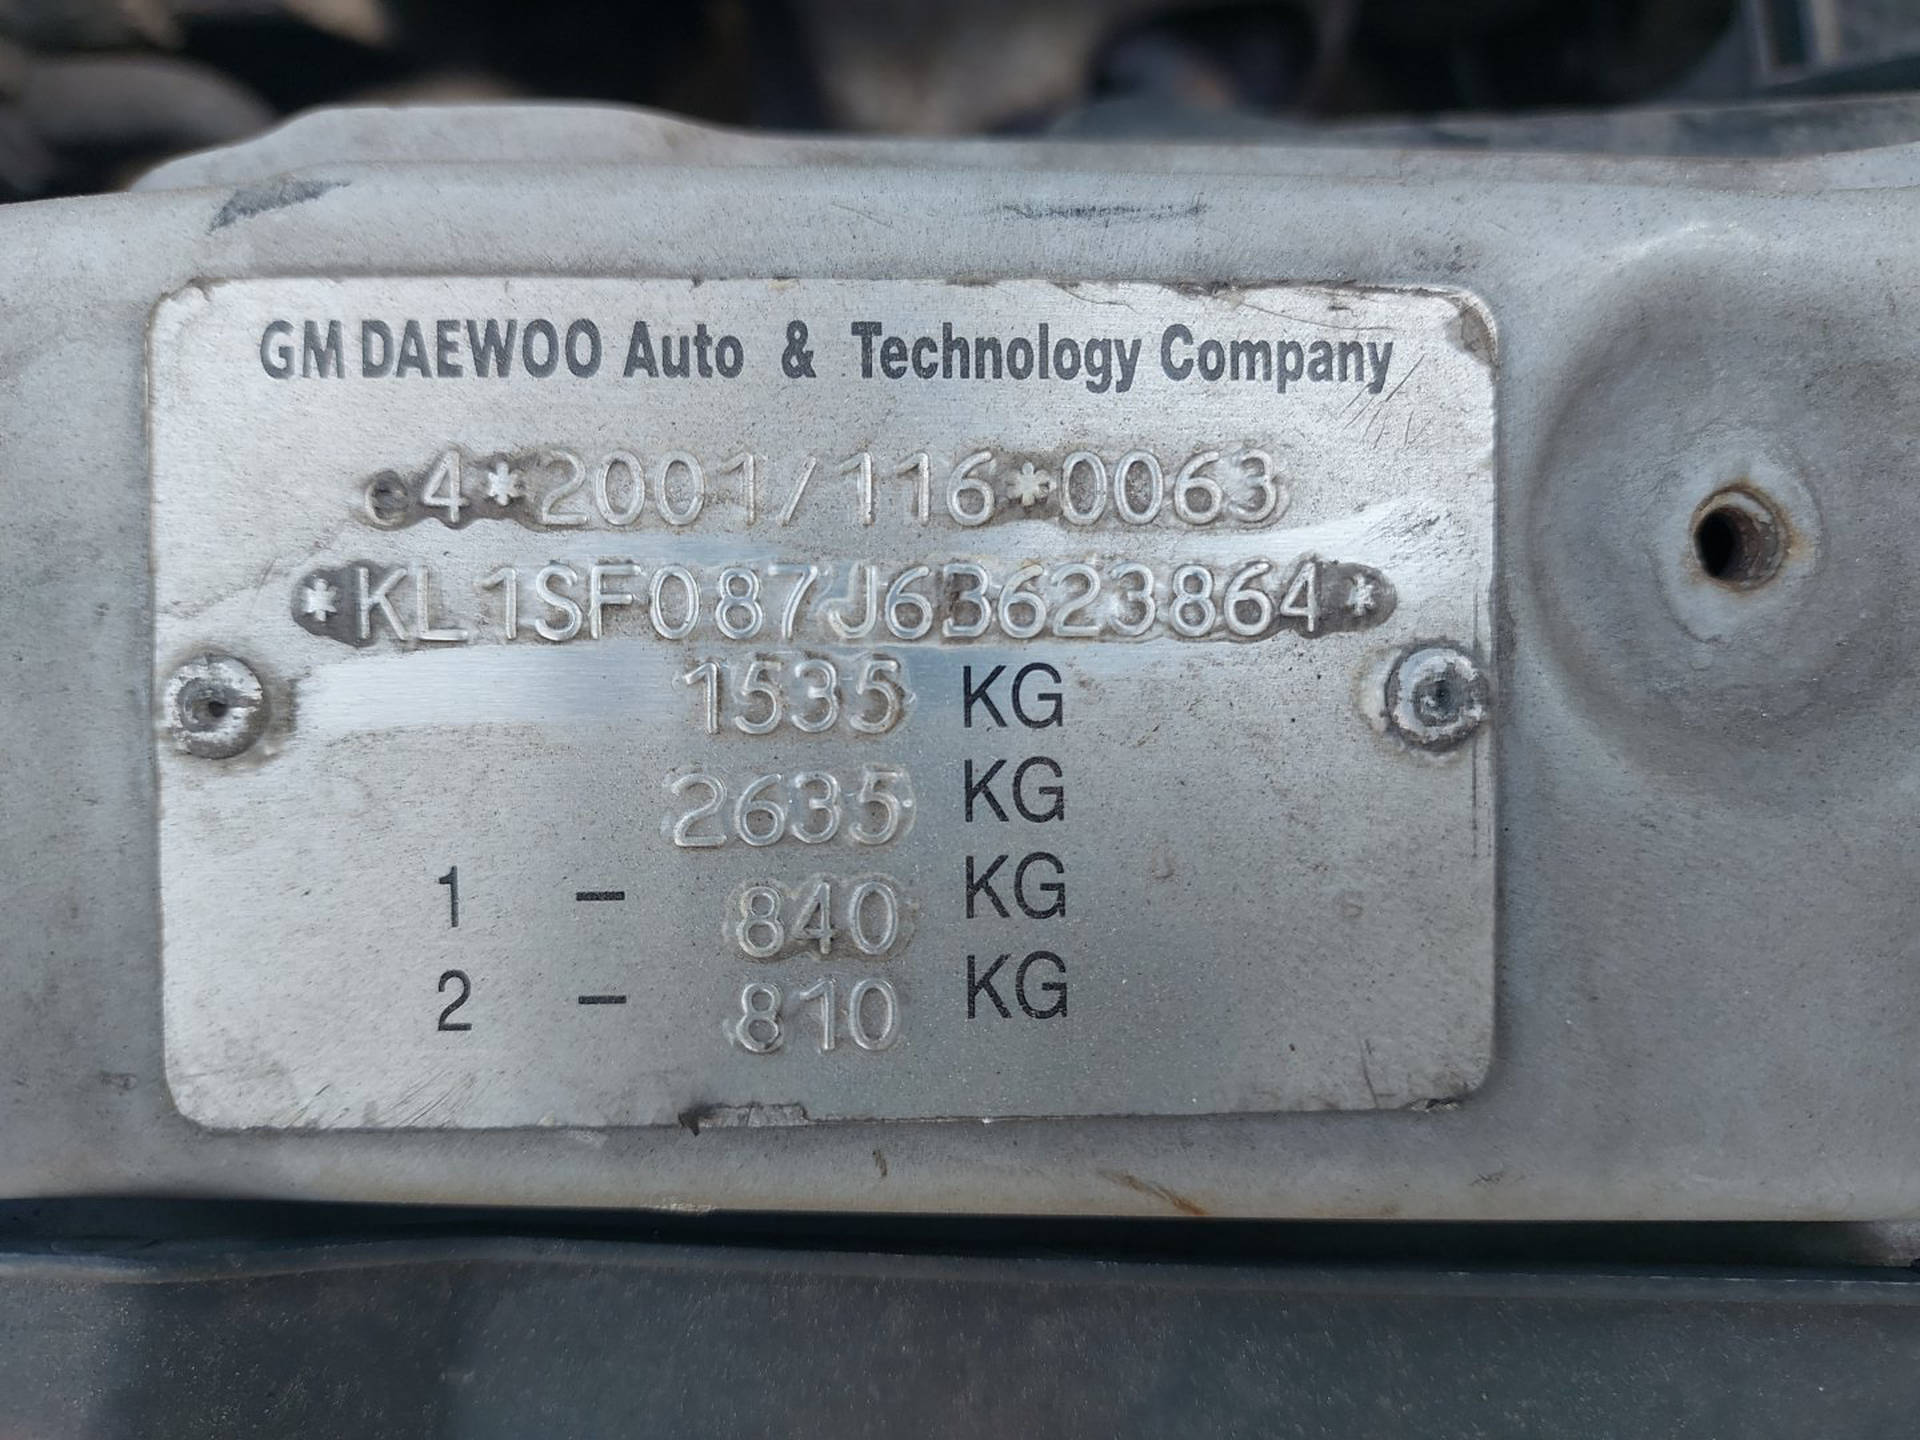 GM DAEWOO Auto & Technology Company
e4*2001/116*0063
*KL1SF087J6B623864*
1535 KG
2635 KG
1 - 840 KG
2 - 810 KG